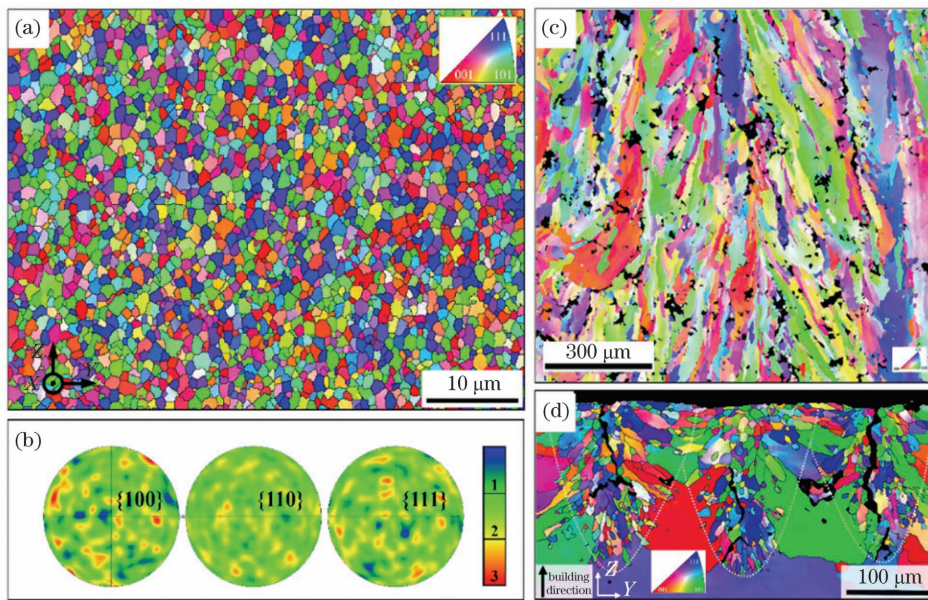 (a)
111
001
101
Z
X
10 μm
(b)
{100}
{110}
{111}
1
2
3
(c)
300 μm
(d)
111
001
101
building
direction
Z
Y
100 μm